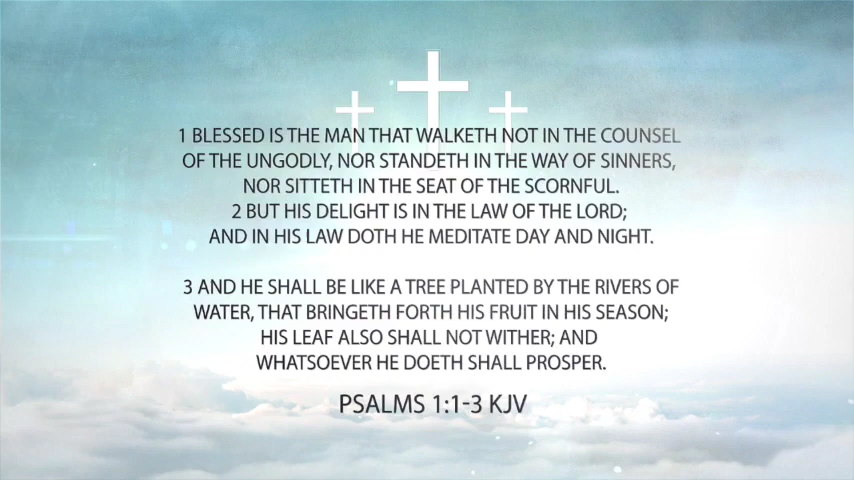 1 BLESSED IS THE MAN THAT WALKETH NOT IN THE COUNSEL
OF THE UNGODLY, NOR STANDETH IN THE WAY OF SINNERS,
NOR SITTETH IN THE SEAT OF THE SCORNFUL.
2 BUT HIS DELIGHT IS IN THE LAW OF THE LORD;
AND IN HIS LAW DOTH HE MEDITATE DAY AND NIGHT.
3 AND HE SHALL BE LIKE A TREE PLANTED BY THE RIVERS OF
WATER, THAT BRINGETH FORTH HIS FRUIT IN HIS SEASON;
HIS LEAF ALSO SHALL NOT WITHER; AND
WHATSOEVER HE DOETH SHALL PROSPER.
PSALMS 1:1-3 KJV